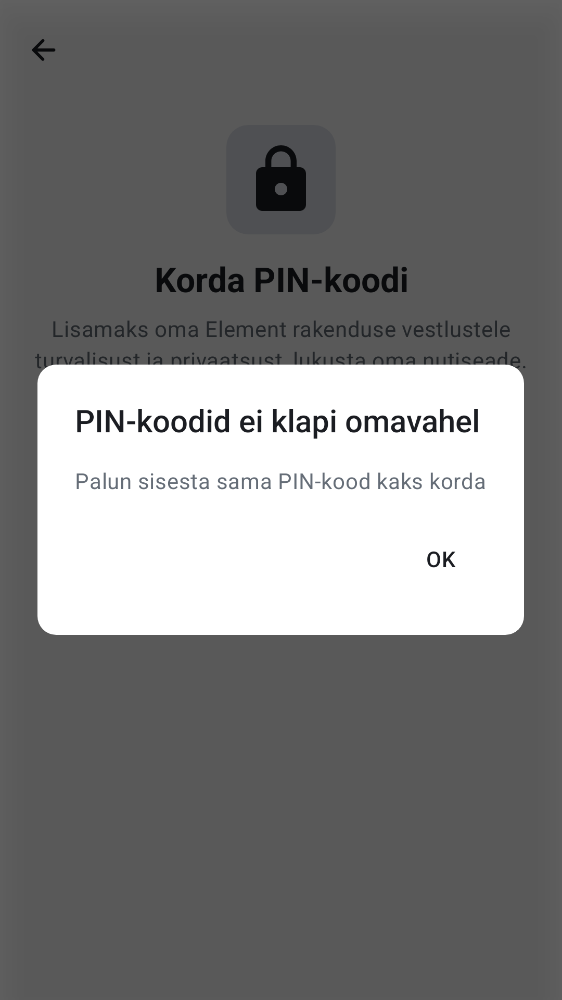 Korda PIN-koodi
Lisamaks oma Element rakenduse vestlustele
turvalisust ja privaatsust, lukusta oma nutiseade.
PIN-koodid ei klapi omavahel
Palun sisesta sama PIN-kood kaks korda
OK